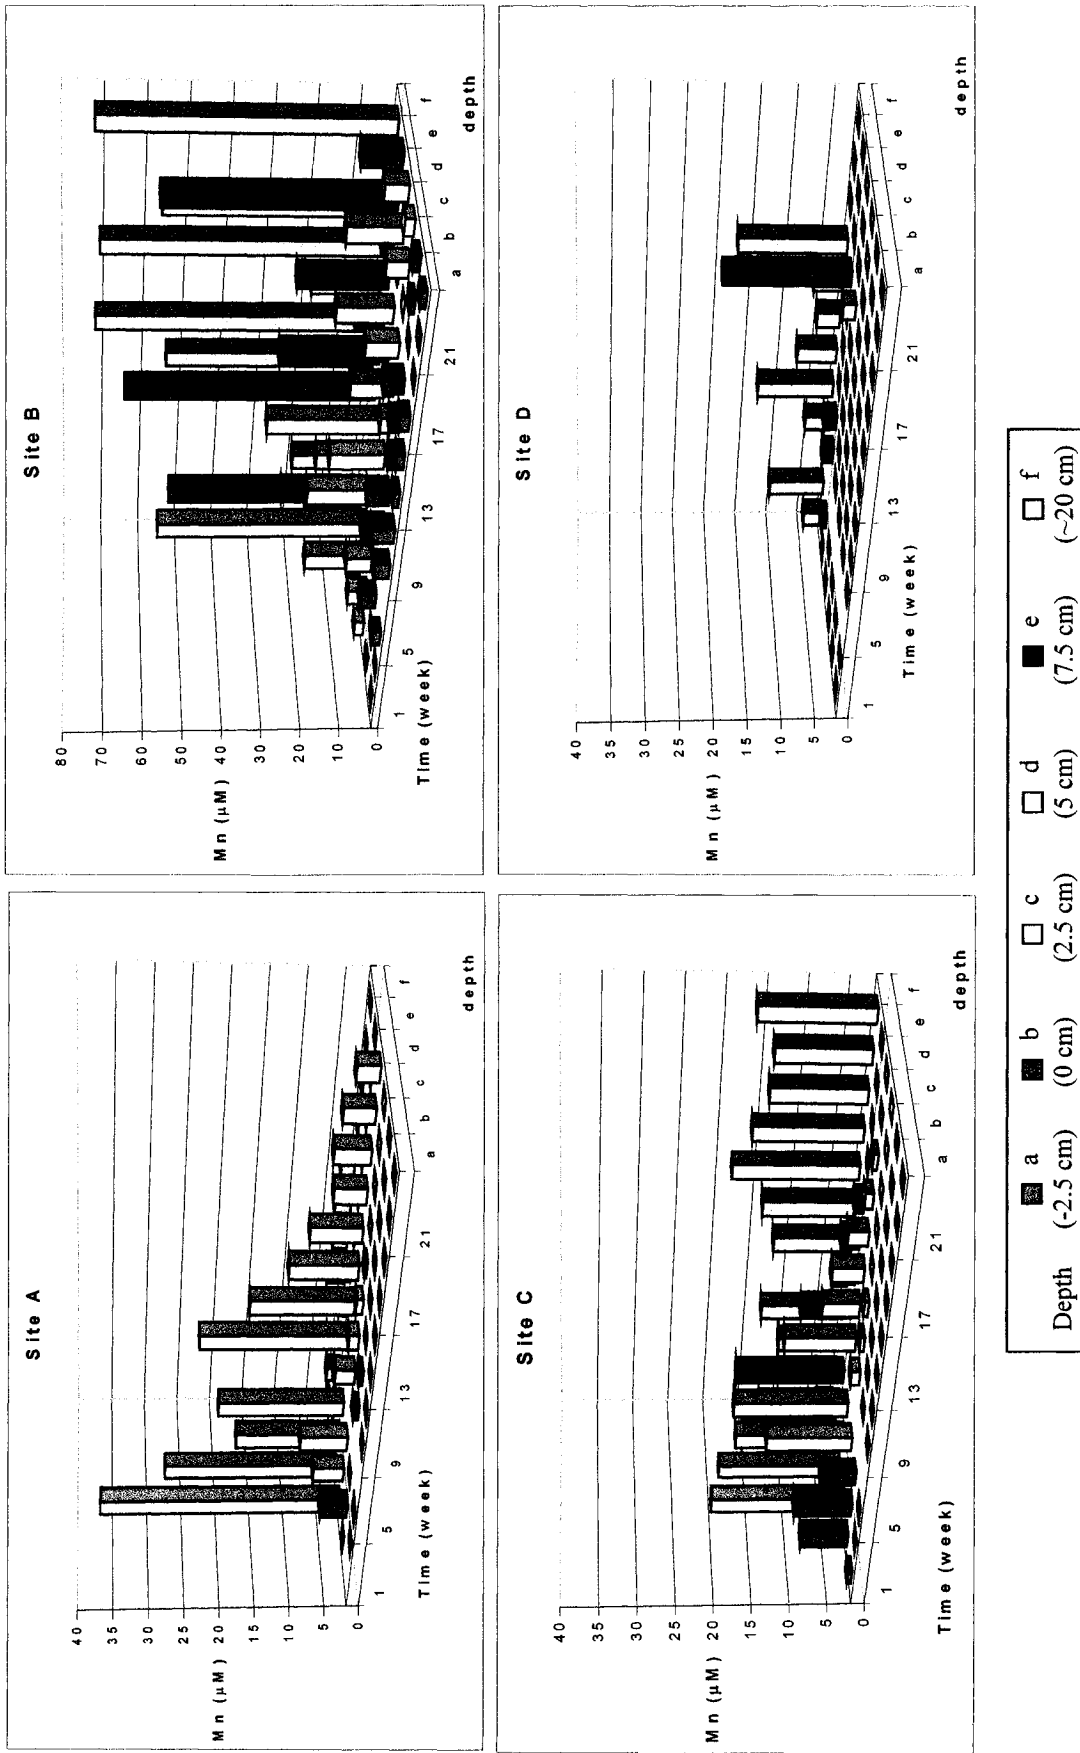 Site A
Mn (µM)
40
35
30
25
20
15
10
5
0
1
5
9
13
17
21
Time (week)
a
b
c
d
e
f
depth
Site B
Mn (µM)
80
70
60
50
40
30
20
10
0
1
5
9
13
17
21
Time (week)
a
b
c
d
e
f
depth
Site C
Mn (µM)
40
35
30
25
20
15
10
5
0
1
5
9
13
17
21
Time (week)
a
b
c
d
e
f
depth
Site D
Mn (µM)
40
35
30
25
20
15
10
5
0
1
5
9
13
17
21
Time (week)
a
b
c
d
e
f
depth
Depth a b c d e f
(-2.5 cm) (0 cm) (2.5 cm) (5 cm) (7.5 cm) (~20 cm)